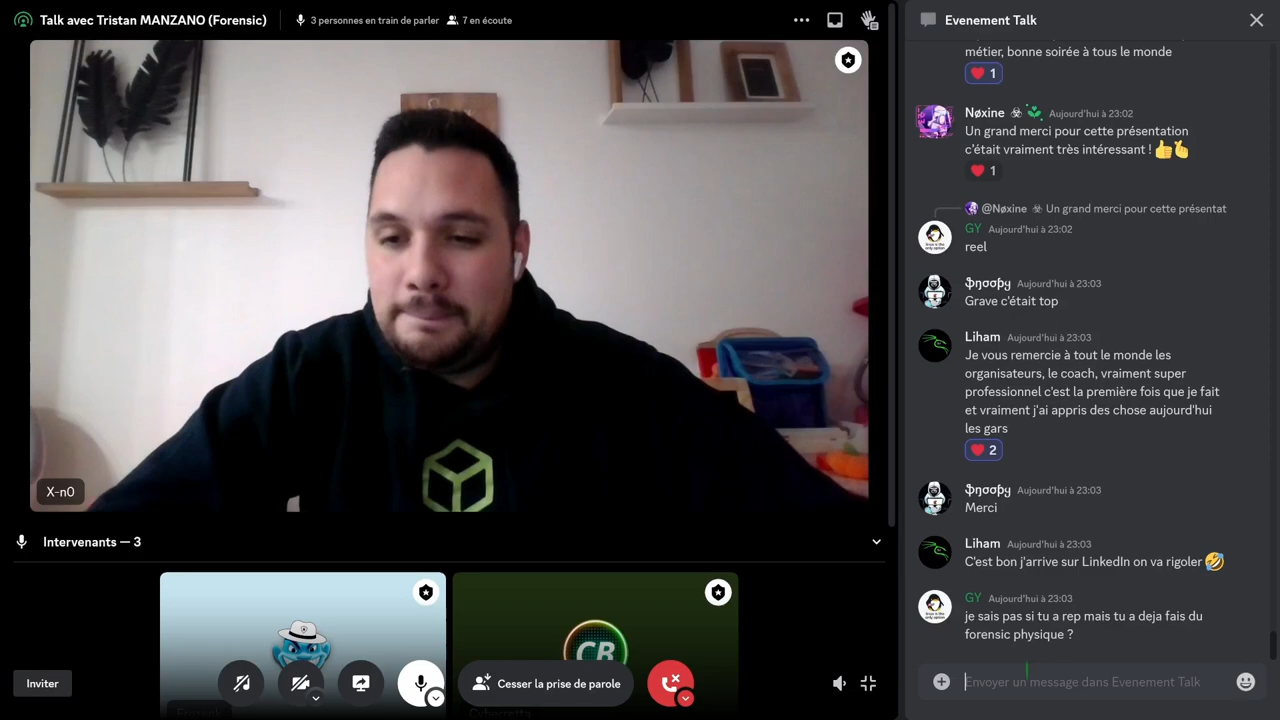 Talk avec Tristan MANZANO (Forensic)
3 personnes en train de parler
7 en écoute
X-n0
Intervenants — 3
CB
Inviter
Cesser la prise de parole
Evenement Talk
métier, bonne soirée à tous le monde
1
Nøxine Aujourd'hui à 23:02
Un grand merci pour cette présentation
c'était vraiment très intéressant !
1
@Nøxine Un grand merci pour cette présentat
GY Aujourd'hui à 23:02
reel
Aujourd'hui à 23:03
Grave c'était top
Liham Aujourd'hui à 23:03
Je vous remercie à tout le monde les
organisateurs, le coach, vraiment super
professionnel c'est la première fois que je fait
et vraiment j'ai appris des chose aujourd'hui
les gars
2
Aujourd'hui à 23:03
Merci
Liham Aujourd'hui à 23:03
C'est bon j'arrive sur LinkedIn on va rigoler
GY Aujourd'hui à 23:03
je sais pas si tu a rep mais tu a deja fais du
forensic physique ?
Envoyer un message dans Evenement Talk